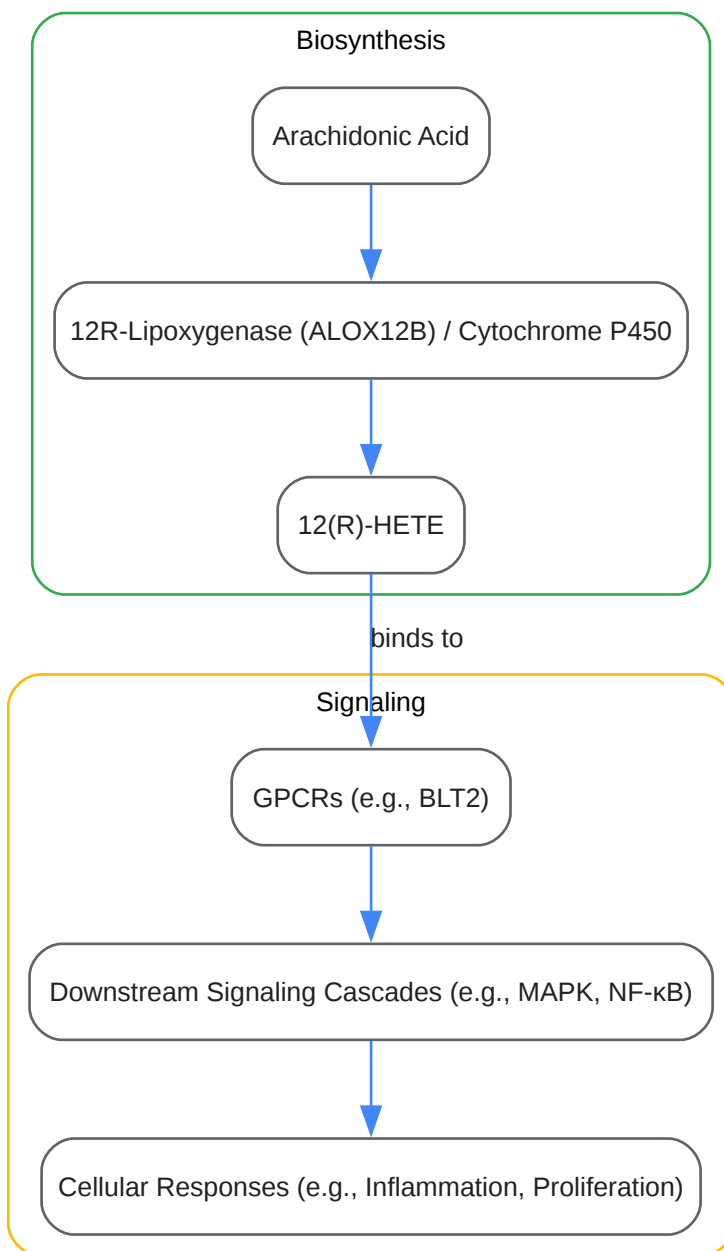 Biosynthesis
Arachidonic Acid
12R-Lipoxygenase (ALOX12B) / Cytochrome P450
12(R)-HETE
binds to
Signaling
GPCRs (e.g., BLT2)
Downstream Signaling Cascades (e.g., MAPK, NF-κB)
Cellular Responses (e.g., Inflammation, Proliferation)